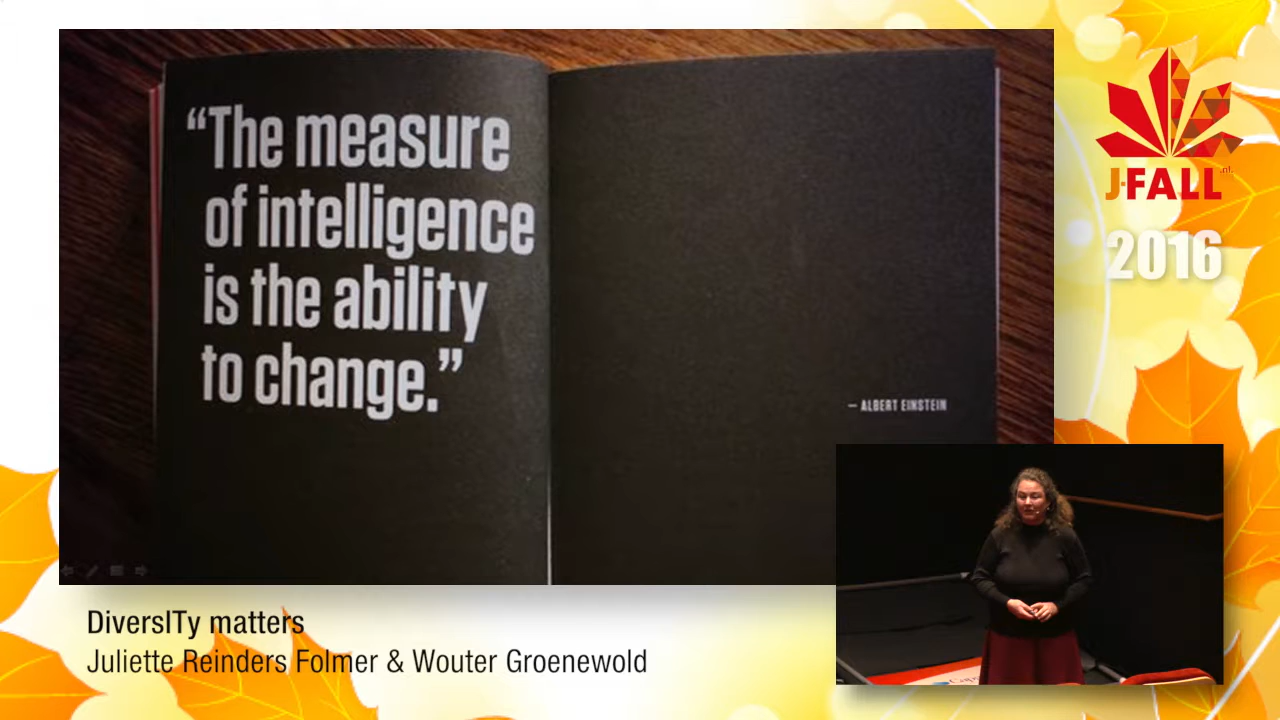 “The measure
of intelligence
is the ability
to change.”
— ALBERT EINSTEIN
J-FALL.nl
2016
DiversITy matters
Juliette Reinders Folmer & Wouter Groenewold